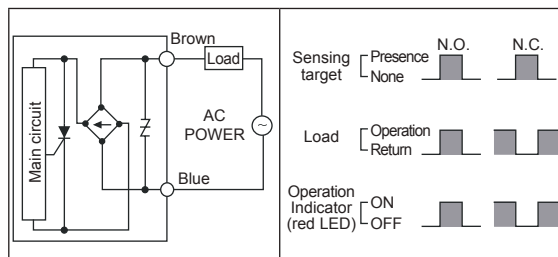 Brown
Load
Main circuit
AC
POWER
~
Blue
N.O.
N.C.
Sensing
target
Presence
None
Load
Operation
Return
Operation
Indicator
(red LED)
ON
OFF